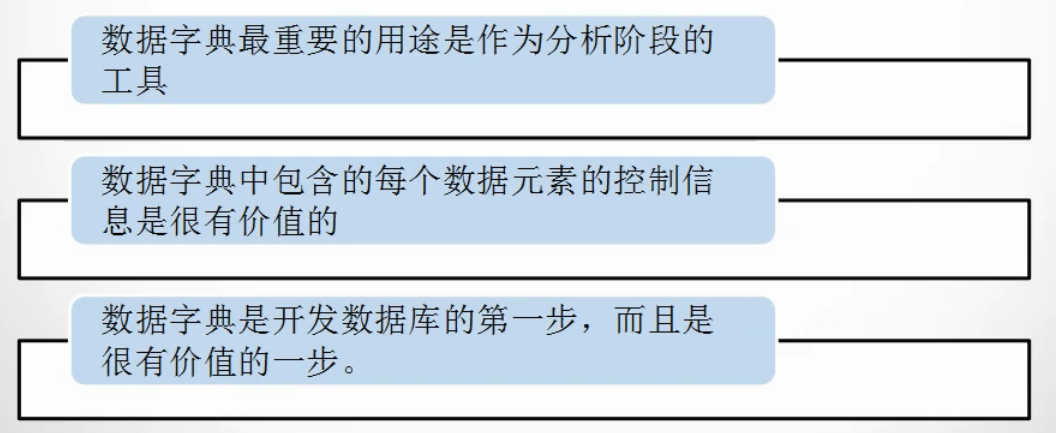 数据字典最重要的用途是作为分析阶段的
工具
数据字典中包含的每个数据元素的控制信
息是很有价值的
数据字典是开发数据库的第一步，而且是
很有价值的一步。